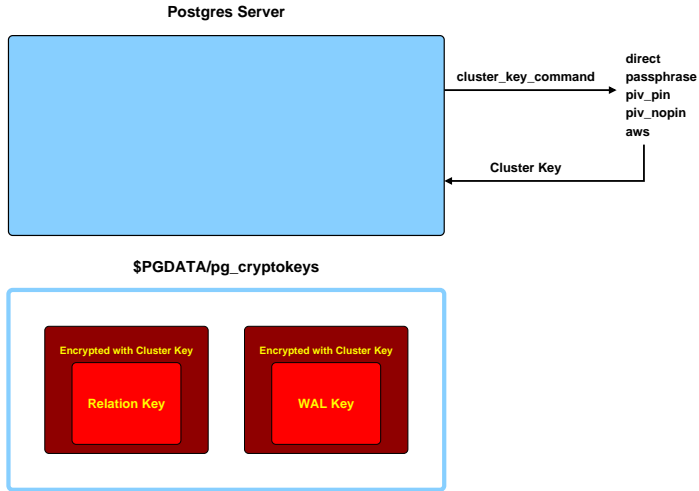 Postgres Server
cluster_key_command
direct
passphrase
piv_pin
piv_nopin
aws
Cluster Key
$PGDATA/pg_cryptokeys
Encrypted with Cluster Key
Relation Key
Encrypted with Cluster Key
WAL Key